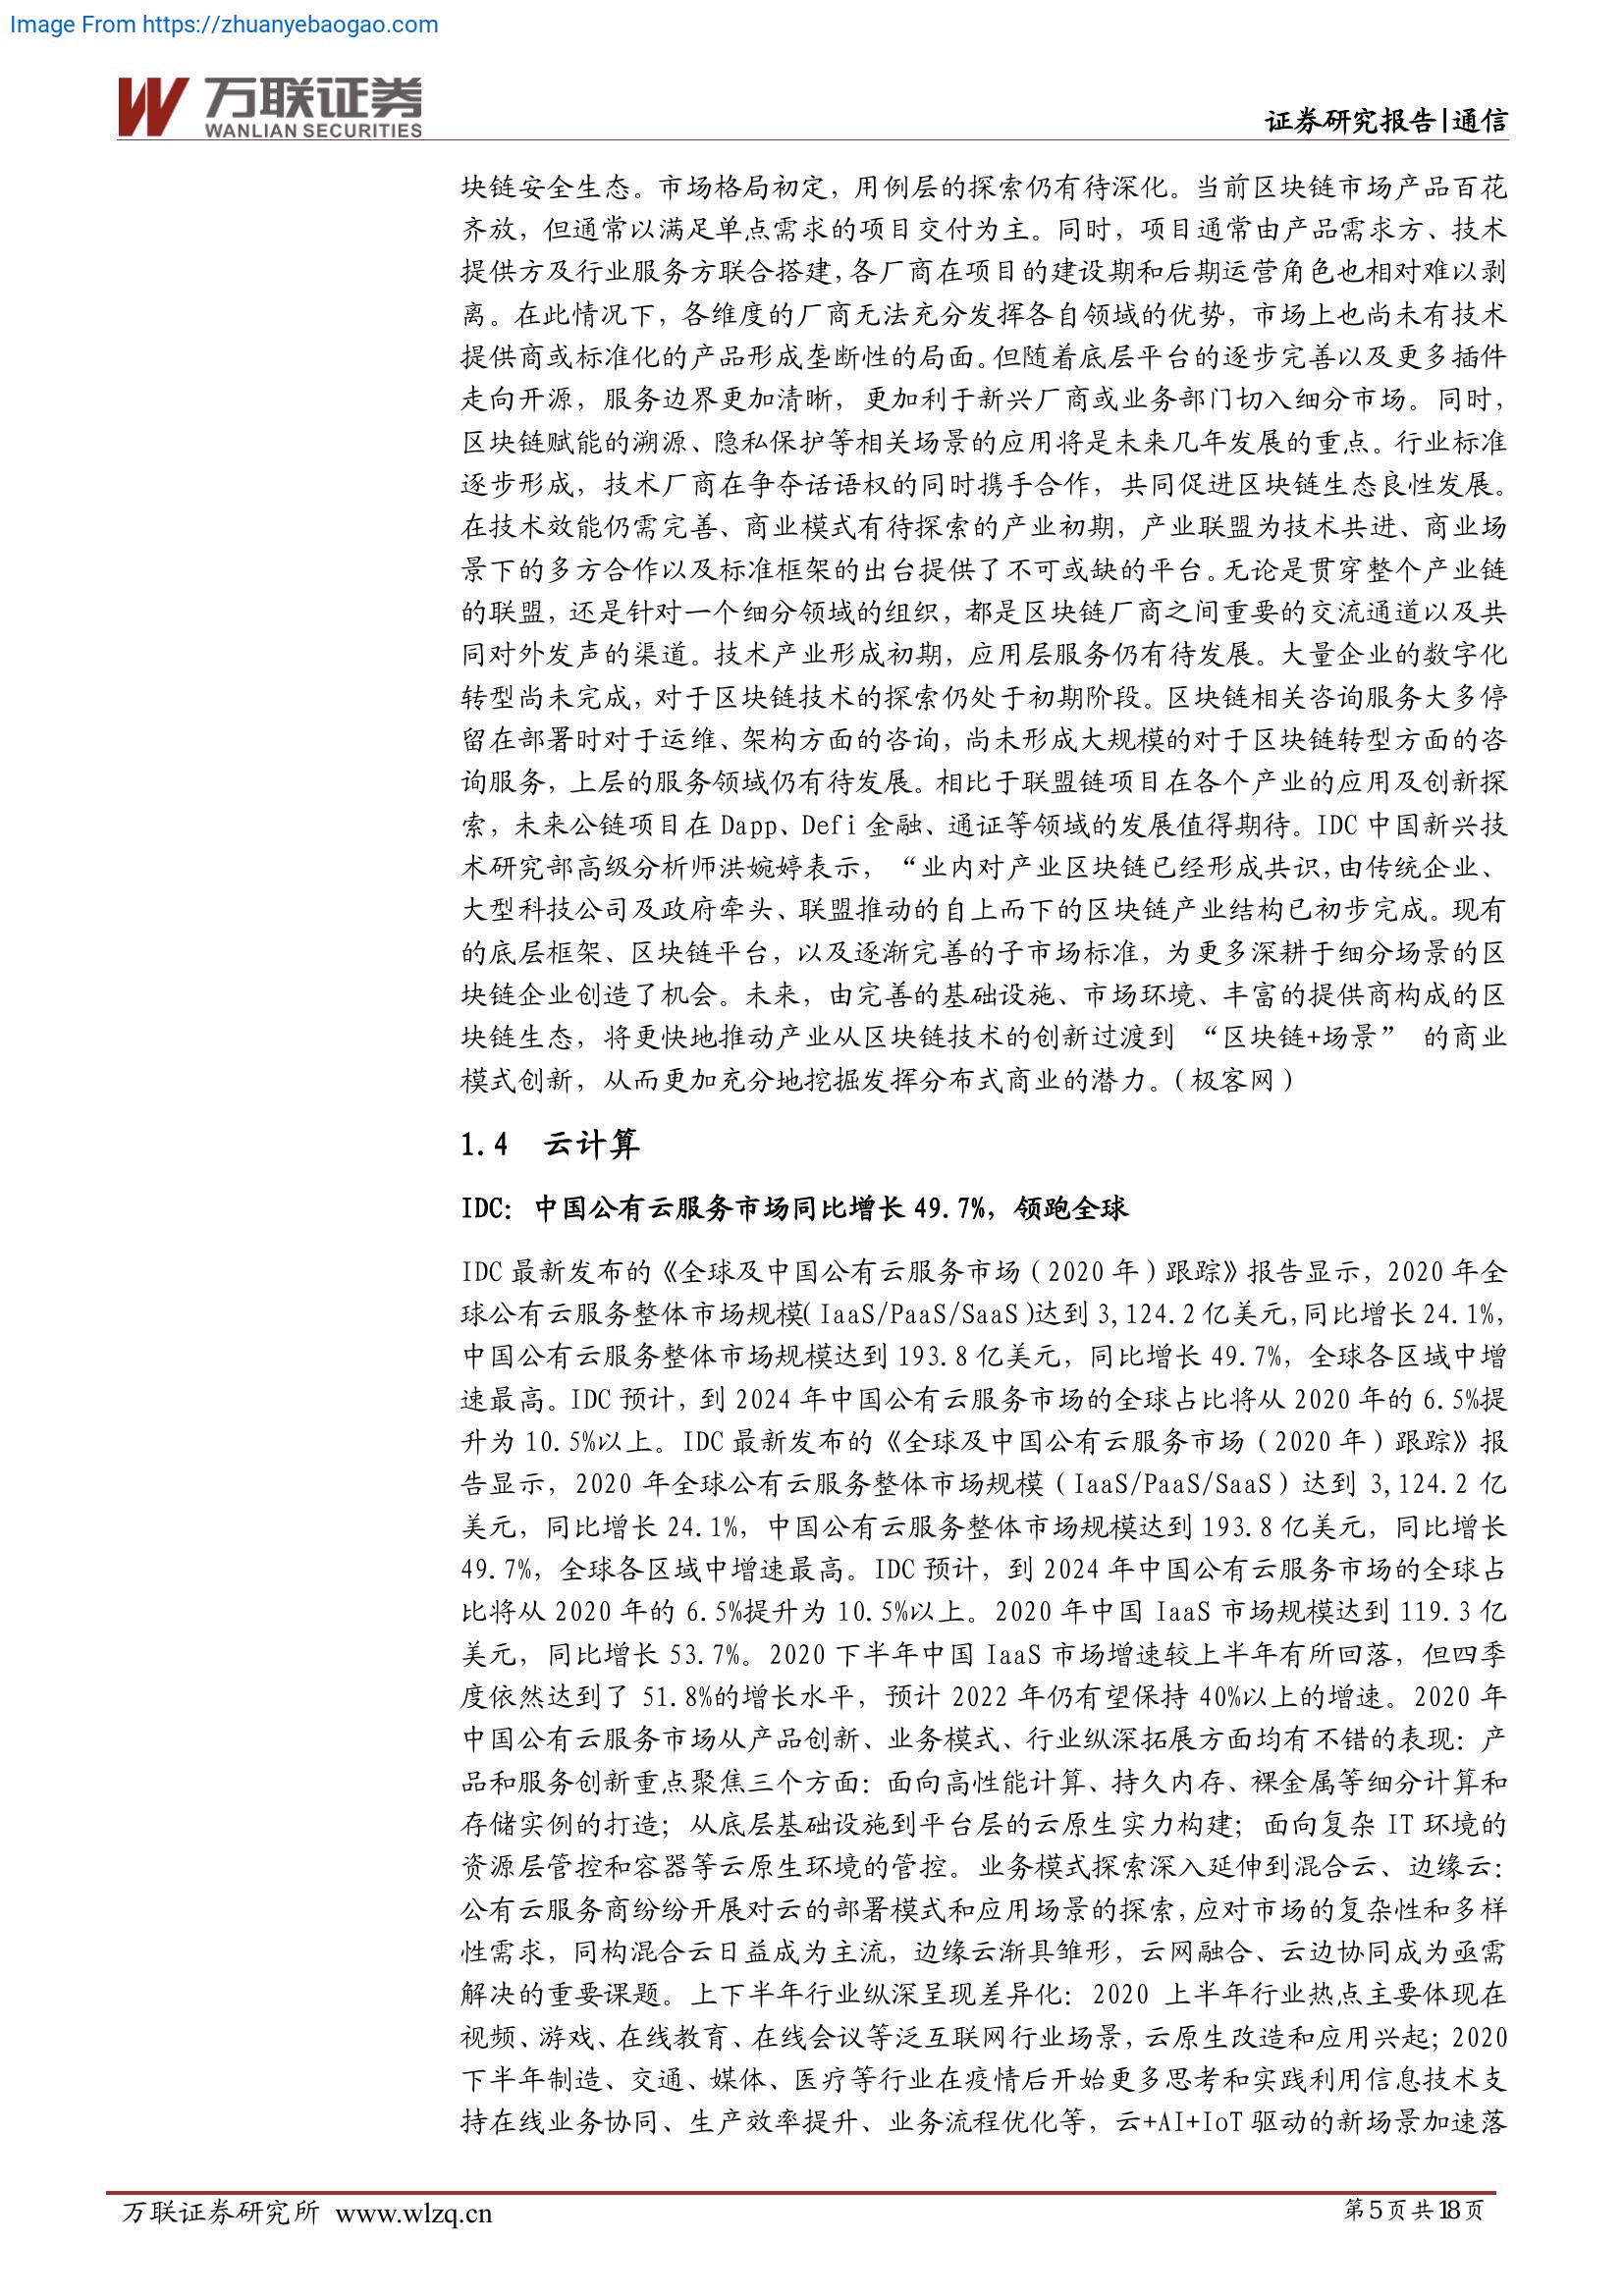 Image From https://zhuanyebaogao.com
万联证券
WANLIAN SECURITIES
证券研究报告|通信
块链安全生态。市场格局初定，用例层的探索仍有待深化。当前区块链市场产品百花
齐放，但通常以满足单点需求的项目交付为主。同时，项目通常由产品需求方、技术
提供方及行业服务方联合搭建，各厂商在项目的建设期和后期运营角色也相对难以剥
离。在此情况下，各维度的厂商无法充分发挥各自领域的优势，市场上也尚未有技术
提供商或标准化的产品形成垄断性的局面。但随着底层平台的逐步完善以及更多插件
走向开源，服务边界更加清晰，更加利于新兴厂商或业务部门切入细分市场。同时，
区块链赋能的溯源、隐私保护等相关场景的应用将是未来几年发展的重点。行业标准
逐步形成，技术厂商在争夺话语权的同时携手合作，共同促进区块链生态良性发展。
在技术效能仍需完善、商业模式有待探索的产业初期，产业联盟为技术共进、商业场
景下的多方合作以及标准框架的出台提供了不可或缺的平台。无论是贯穿整个产业链
的联盟，还是针对一个细分领域的组织，都是区块链厂商之间重要的交流通道以及共
同对外发声的渠道。技术产业形成初期，应用层服务仍有待发展。大量企业的数字化
转型尚未完成，对于区块链技术的探索仍处于初期阶段。区块链相关咨询服务大多停
留在部署时对于运维、架构方面的咨询，尚未形成大规模的对于区块链转型方面的咨
询服务，上层的服务领域仍有待发展。相比于联盟链项目在各个产业的应用及创新探
索，未来公链项目在 Dapp、Defi 金融、通证等领域的发展值得期待。IDC 中国新兴技
术研究部高级分析师洪婉婷表示，“业内对产业区块链已经形成共识，由传统企业、
大型科技公司及政府牵头、联盟推动的自上而下的区块链产业结构已初步完成。现有
的底层框架、区块链平台，以及逐渐完善的子市场标准，为更多深耕于细分场景的区
块链企业创造了机会。未来，由完善的基础设施、市场环境、丰富的提供商构成的区
块链生态，将更快地推动产业从区块链技术的创新过渡到 “区块链+场景” 的商业
模式创新，从而更加充分地挖掘发挥分布式商业的潜力。（极客网）
1.4 云计算
IDC：中国公有云服务市场同比增长 49.7%，领跑全球
IDC 最新发布的《全球及中国公有云服务市场（2020 年）跟踪》报告显示，2020 年全
球公有云服务整体市场规模(IaaS/PaaS/SaaS)达到 3,124.2 亿美元，同比增长 24.1%，
中国公有云服务整体市场规模达到 193.8 亿美元，同比增长 49.7%，全球各区域中增
速最高。IDC 预计，到 2024 年中国公有云服务市场的全球占比将从 2020 年的 6.5%提
升为 10.5%以上。IDC 最新发布的《全球及中国公有云服务市场（2020 年）跟踪》报
告显示，2020 年全球公有云服务整体市场规模（IaaS/PaaS/SaaS）达到 3,124.2 亿
美元，同比增长 24.1%，中国公有云服务整体市场规模达到 193.8 亿美元，同比增长
49.7%，全球各区域中增速最高。IDC 预计，到 2024 年中国公有云服务市场的全球占
比将从 2020 年的 6.5%提升为 10.5%以上。2020 年中国 IaaS 市场规模达到 119.3 亿
美元，同比增长 53.7%。2020 下半年中国 IaaS 市场增速较上半年有所回落，但四季
度依然达到了 51.8%的增长水平，预计 2022 年仍有望保持 40%以上的增速。2020 年
中国公有云服务市场从产品创新、业务模式、行业纵深拓展方面均有不错的表现：产
品和服务创新重点聚焦三个方面：面向高性能计算、持久内存、裸金属等细分计算和
存储实例的打造；从底层基础设施到平台层的云原生实力构建；面向复杂 IT 环境的
资源层管控和容器等云原生环境的管控。业务模式探索深入延伸到混合云、边缘云：
公有云服务商纷纷开展对云的部署模式和应用场景的探索，应对市场的复杂性和多样
性需求，同构混合云日益成为主流，边缘云渐具雏形，云网融合、云边协同成为亟需
解决的重要课题。上下半年行业纵深呈现差异化：2020 上半年行业热点主要体现在
视频、游戏、在线教育、在线会议等泛互联网行业场景，云原生改造和应用兴起；2020
下半年制造、交通、媒体、医疗等行业在疫情后开始更多思考和实践利用信息技术支
持在线业务协同、生产效率提升、业务流程优化等，云+AI+IoT 驱动的新场景加速落
万联证券研究所 www.wlzq.cn
第 5 页 共 18 页